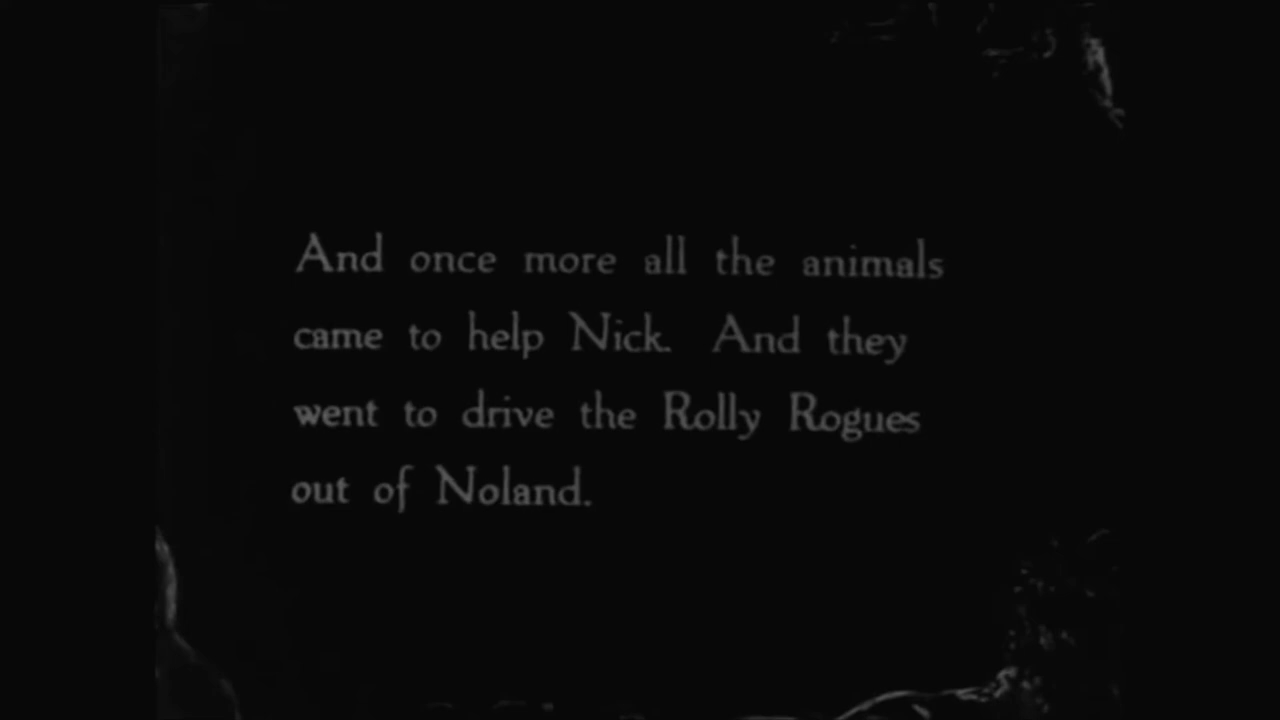 And once more all the animals
came to help Nick. And they
went to drive the Rolly Rogues
out of Noland.